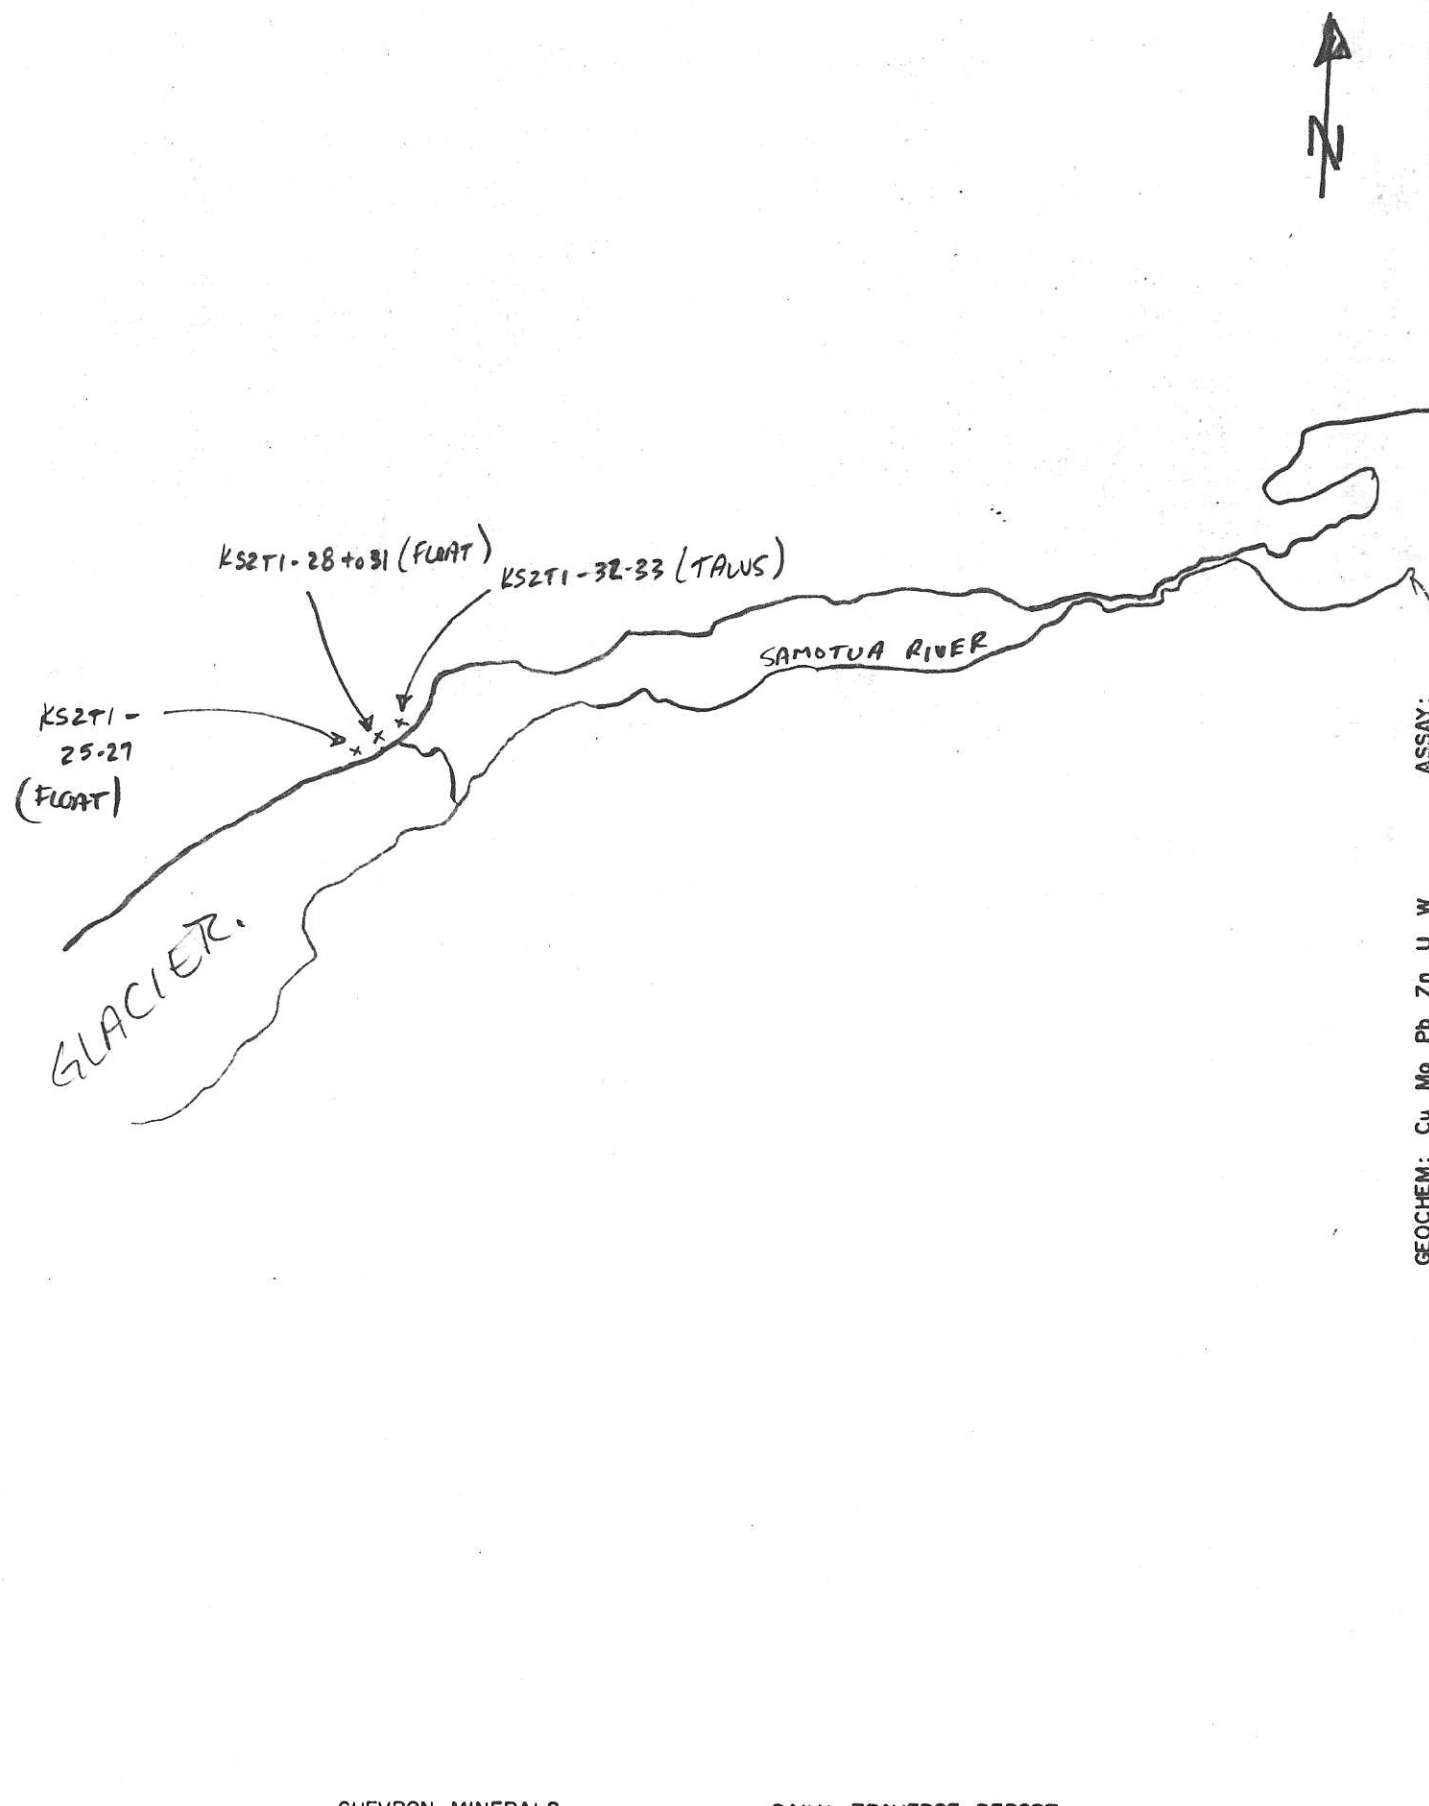 N
KS2T1-28 to 31 (FLOAT)
KS2T1-32-33 (TALUS)
SAMOTUA RIVER
KS2T1-
25-27
(FLOAT)
GLACIER.
ASSAY:
GEOCHEM: Cu Mo Pb Zn U W
CHEVRON MINERALS
DAILY TRAVERSE REPORT